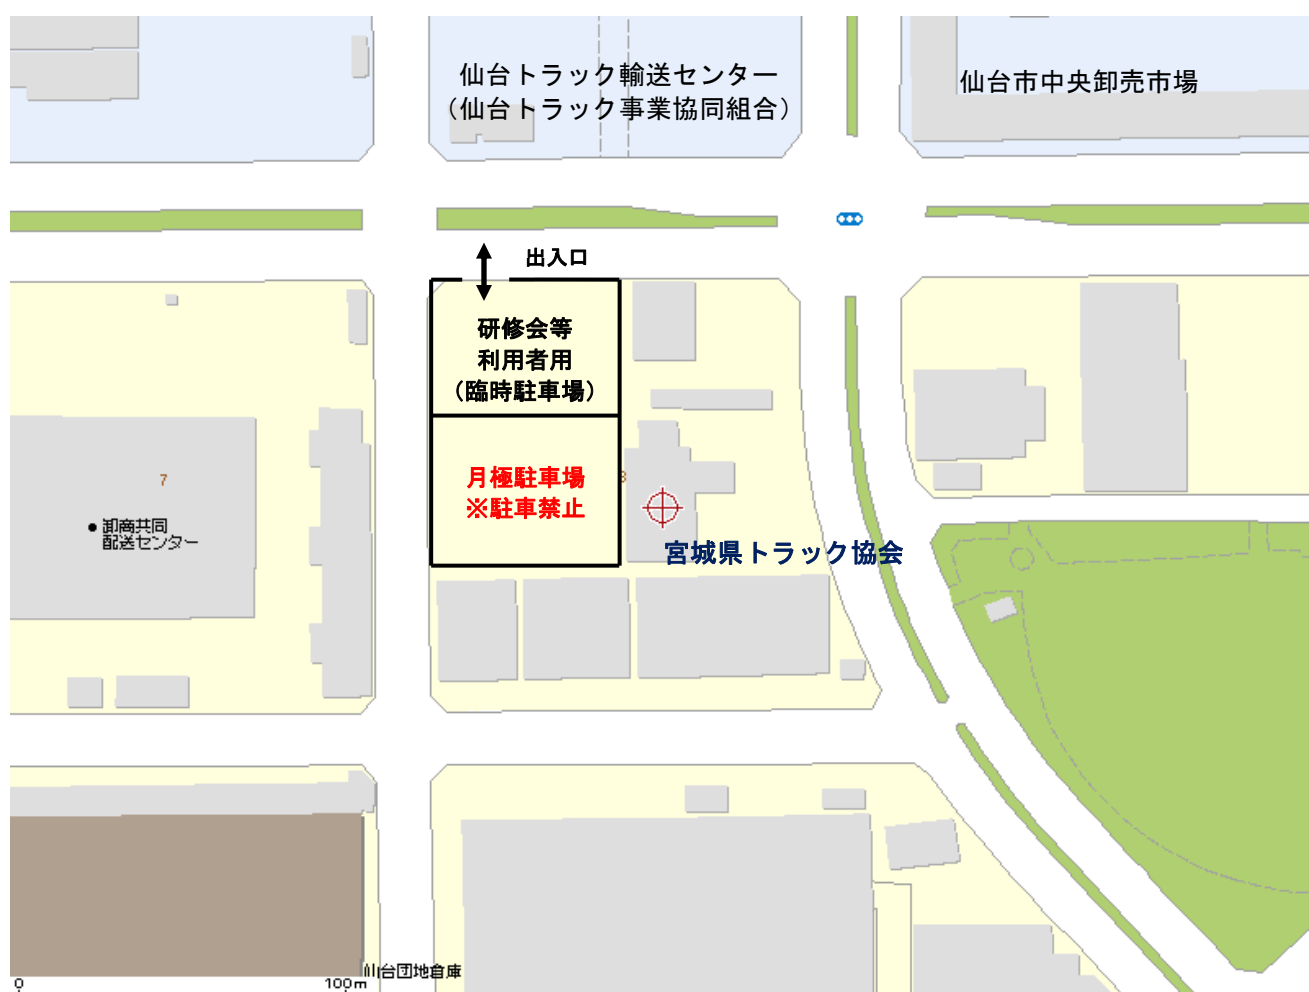 仙台トラック輸送センター
（仙台トラック事業協同組合）
仙台市中央卸売市場
出入口
研修会等
利用者用
（臨時駐車場）
月極駐車場
※駐車禁止
7
卸商共同
配送センター
宮城県トラック協会
仙台団地倉庫
0
100m